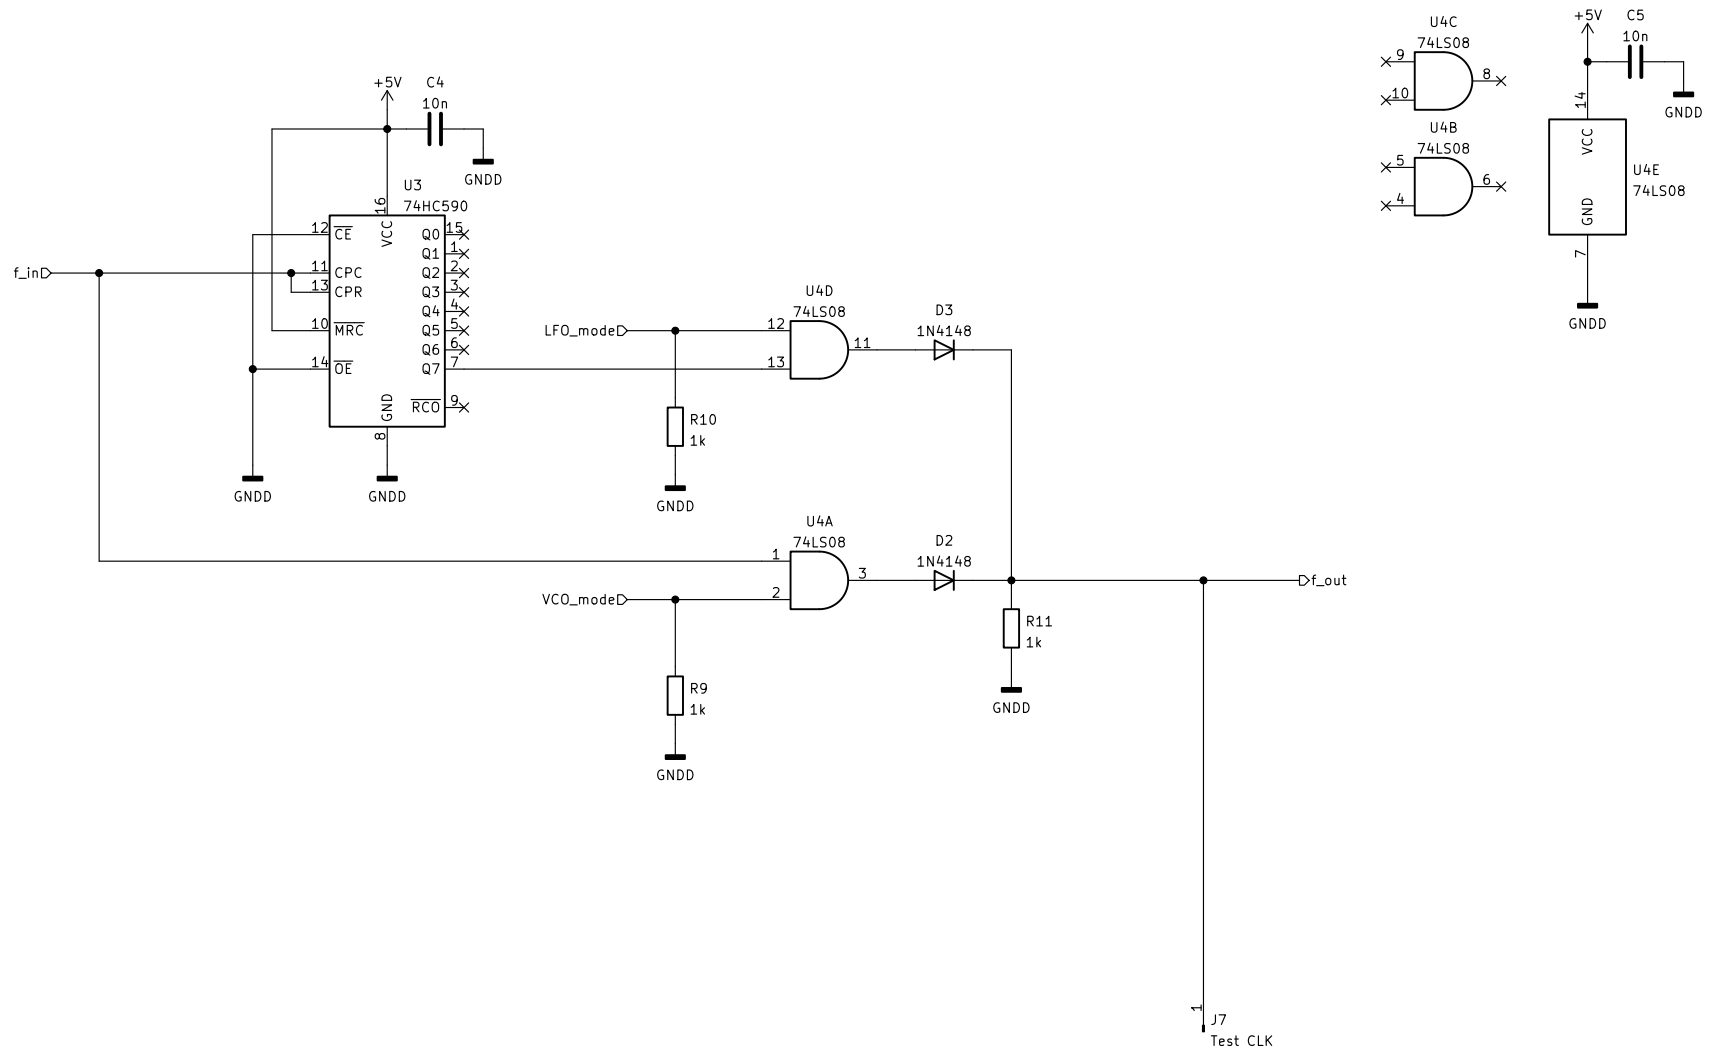 +5V
C4
10n
GNDD
U3
74HC590
16
VCC
12
CE
11
CPC
13
CPR
10
MRC
14
OE
GND
8
Q0
15
Q1
1
Q2
2
Q3
3
Q4
4
Q5
5
Q6
6
Q7
7
RCO
9
f_in
GNDD
GNDD
LFO_mode
R10
1k
GNDD
U4D
74LS08
12
13
11
D3
1N4148
U4A
74LS08
1
2
3
D2
1N4148
VCO_mode
R9
1k
GNDD
R11
1k
GNDD
f_out
1
J7
Test CLK
U4C
74LS08
9
10
8
U4B
74LS08
5
4
6
+5V
C5
10n
GNDD
14
VCC
U4E
74LS08
GND
7
GNDD